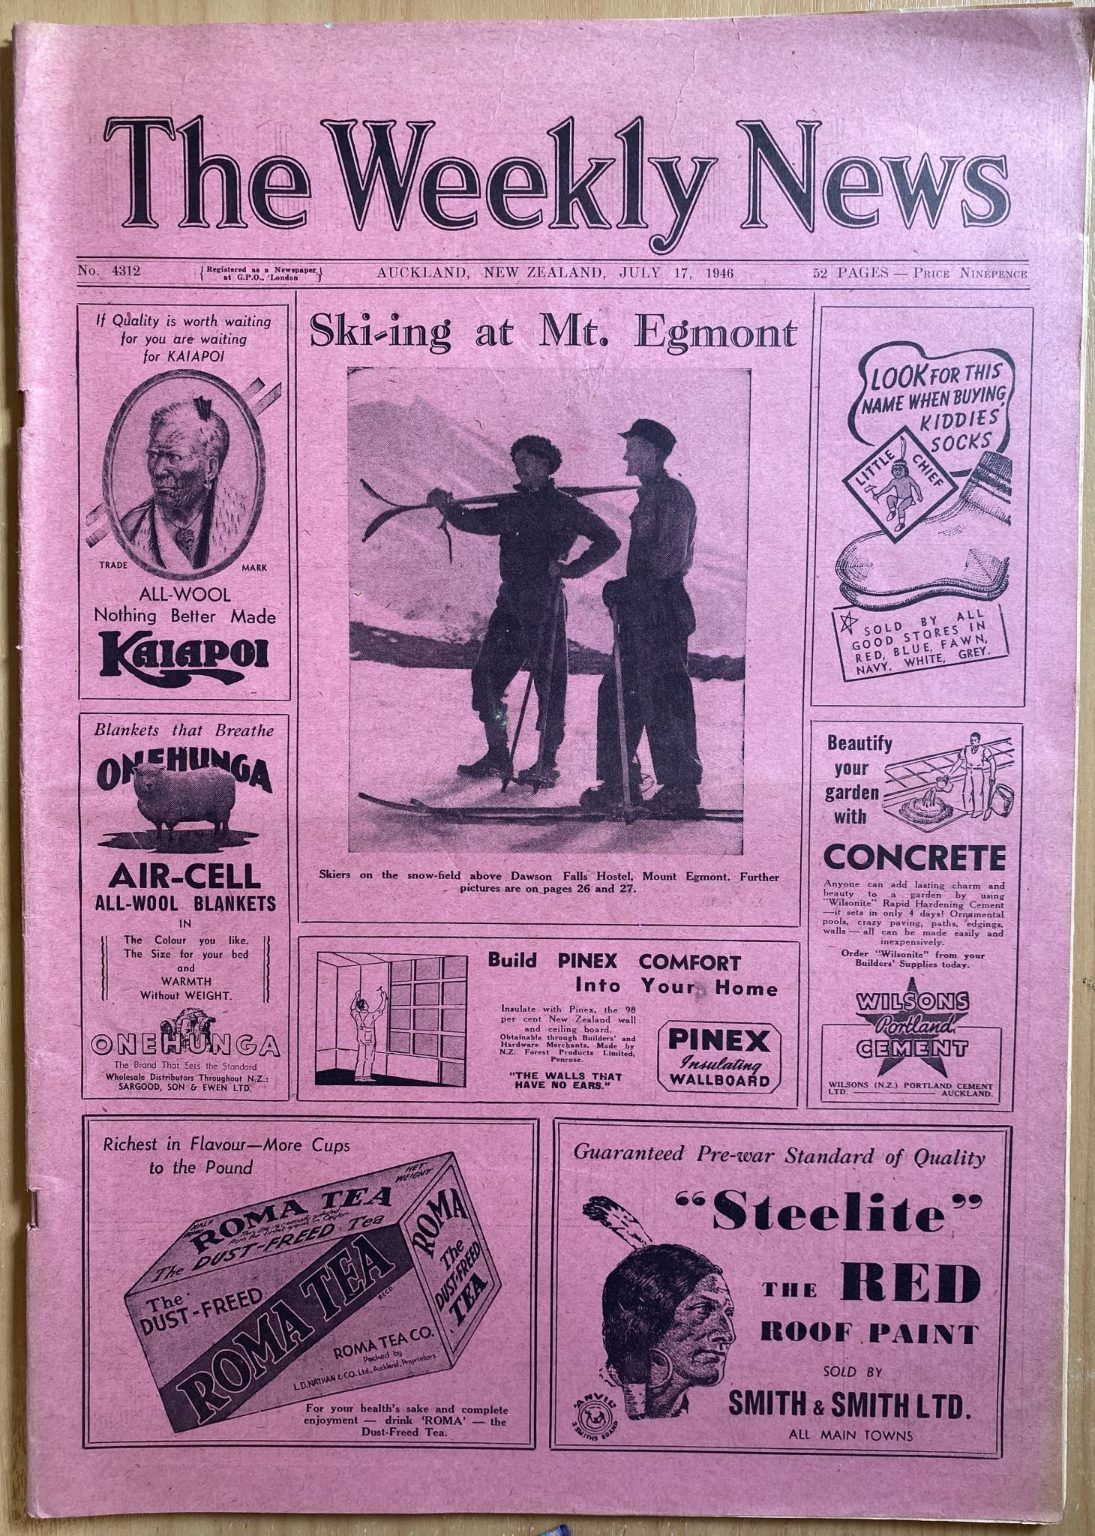 The Weekly News
No. 4312
Registered as a Newspaper
at G.P.O., London
AUCKLAND, NEW ZEALAND, JULY 17, 1946
52 PAGES — PRICE NINEPENCE
If Quality is worth waiting
for you are waiting
for KAIAPOI
TRADE MARK
ALL-WOOL
Nothing Better Made
KAIAPOI
Blankets that Breathe
ONEHUNGA
AIR-CELL
ALL-WOOL BLANKETS
IN
The Colour you like.
The Size for your bed
and
WARMTH
Without WEIGHT.
ONEHUNGA
The Brand That Sets the Standard
Wholesale Distributors Throughout N.Z.:
SARGOOD, SON & EWEN LTD.
Ski-ing at Mt. Egmont
Skiers on the snow-field above Dawson Falls Hostel, Mount Egmont. Further
pictures are on pages 26 and 27.
Build PINEX COMFORT
Into Your Home
Insulate with Pinex, the 98
per cent New Zealand wall
and ceiling board.
Obtainable through Builders' and
Hardware Merchants. Made by
N.Z. Forest Products Limited,
Penrose.
"THE WALLS THAT
HAVE NO EARS."
PINEX
Insulating
WALLBOARD
LOOK FOR THIS
NAME WHEN BUYING
KIDDIES'
SOCKS
LITTLE CHIEF
SOLD BY ALL
GOOD STORES IN
RED, BLUE, FAWN,
NAVY, WHITE, GREY.
Beautify
your
garden
with
CONCRETE
Anyone can add lasting charm and
beauty to a garden by using
"Wilsonite" Rapid Hardening Cement
—it sets in only 4 days! Ornamental
pools, crazy paving, paths, edgings,
walls — all can be made easily and
inexpensively.
Order "Wilsonite" from your
Builders' Supplies today.
WILSONS
Portland
CEMENT
WILSONS (N.Z.) PORTLAND CEMENT
LTD. AUCKLAND.
Richest in Flavour—More Cups
to the Pound
HALF
NET
WEIGHT
ROMA TEA
The DUST-FREED Tea
The
DUST-FREED
ROMA TEA
RICE
ROMA TEA CO.
Packed by
L.D. NATHAN & CO. Ltd., Auckland, Proprietors
ROMA
The
DUST-FREED
TEA
For your health's sake and complete
enjoyment — drink 'ROMA' — the
Dust-Freed Tea.
Guaranteed Pre-war Standard of Quality
"Steelite"
THE RED
ROOF PAINT
SOLD BY
SMITH & SMITH LTD.
ALL MAIN TOWNS
ANVIL
2 SMITHS BRAND